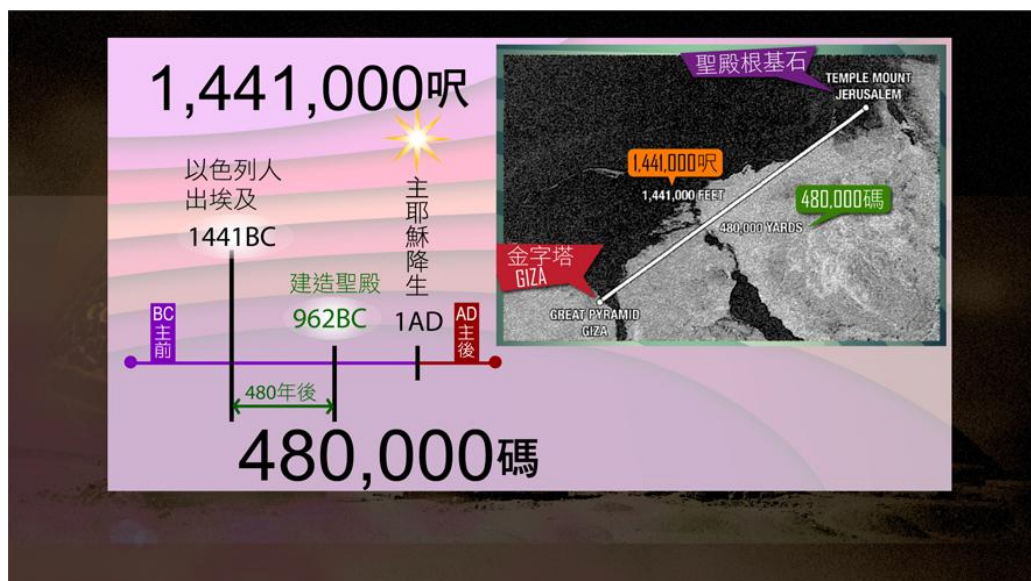 1,441,000呎
以色列人
出埃及
1441BC
主耶穌降生
建造聖殿
962BC
1AD
BC
主前
AD
主後
480年後
480,000碼
聖殿根基石
TEMPLE MOUNT
JERUSALEM
1,441,000呎
1,441,000 FEET
480,000碼
480,000 YARDS
金字塔
GIZA
GREAT PYRAMID
GIZA